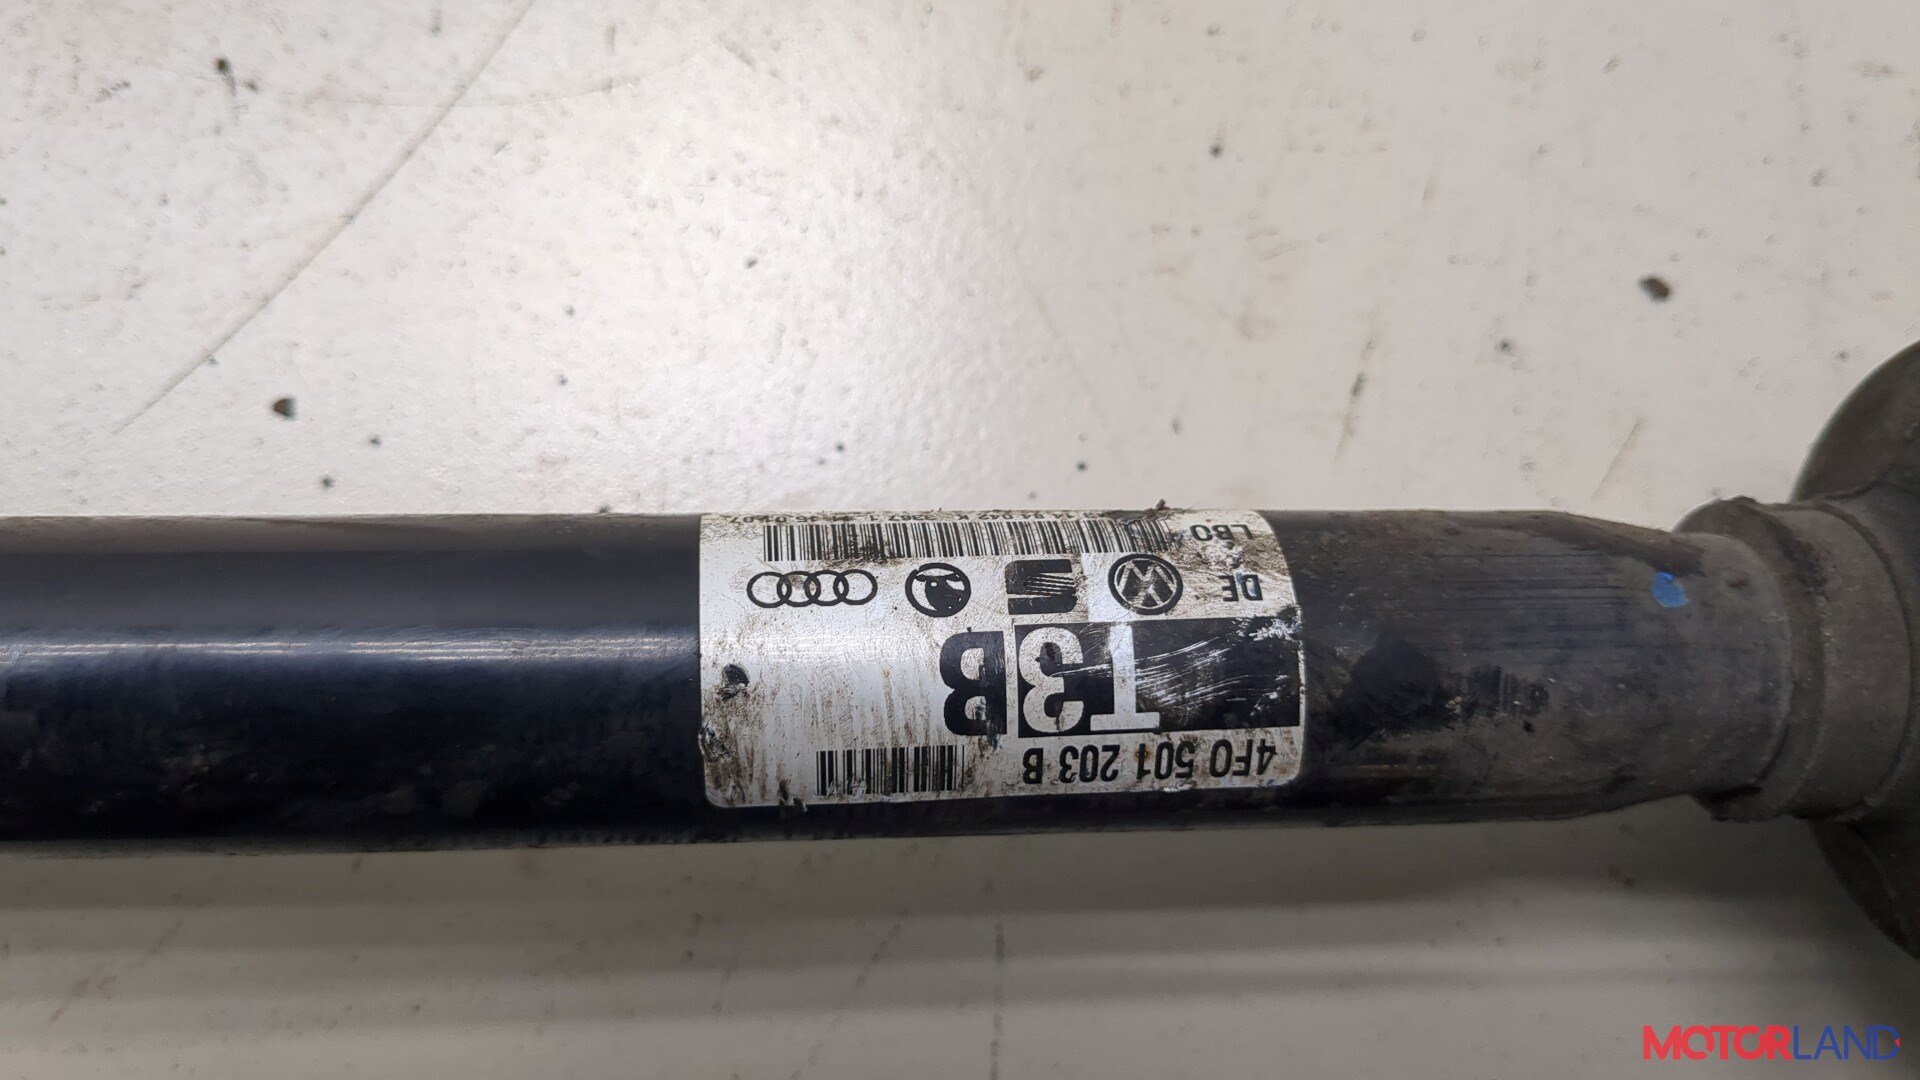 4F0 501 203 B
T3B
DE
LBO
MOTORLAND